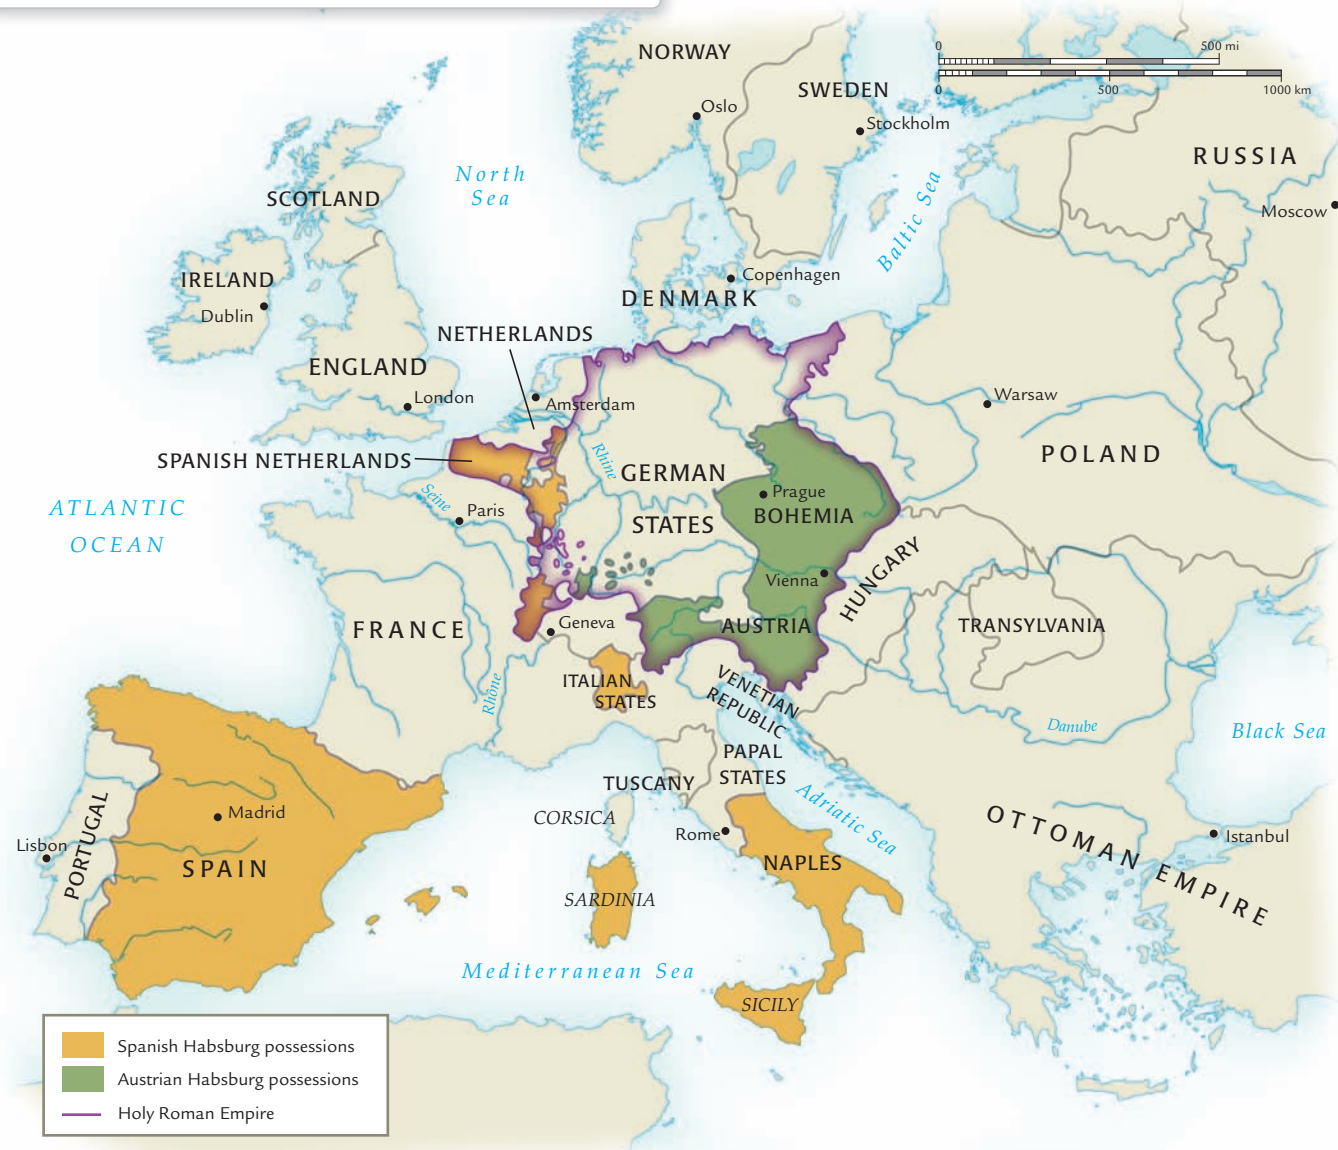 NORWAY
Oslo
SWEDEN
Stockholm
0
500 mi
0
500
1000 km
RUSSIA
Moscow
North
Sea
SCOTLAND
Baltic Sea
IRELAND
Dublin
Copenhagen
DENMARK
NETHERLANDS
ENGLAND
London
Amsterdam
Warsaw
SPANISH NETHERLANDS
Rhine
GERMAN
STATES
POLAND
ATLANTIC
OCEAN
Seine
Paris
Prague
BOHEMIA
Vienna
HUNGARY
FRANCE
Geneva
AUSTRIA
TRANSYLVANIA
ITALIAN
STATES
Rhône
VENETIAN
REPUBLIC
Danube
Black Sea
PAPAL
STATES
TUSCANY
Adriatic Sea
CORSICA
Madrid
Lisbon
PORTUGAL
SPAIN
Rome
NAPLES
OTTOMAN EMPIRE
Istanbul
SARDINIA
Mediterranean Sea
SICILY
Spanish Habsburg possessions
Austrian Habsburg possessions
Holy Roman Empire